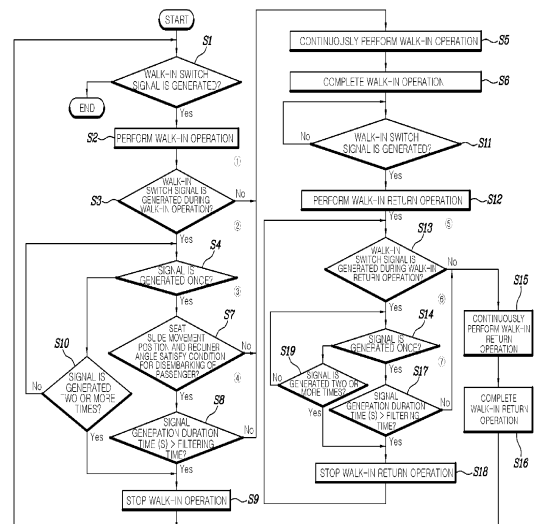 START
S1
WALK-IN SWITCH
SIGNAL IS GENERATED?
END
Yes
S2
PERFORM WALK-IN OPERATION
①
S3
WALK-IN
SWITCH SIGNAL IS
GENERATED DURING
WALK-IN OPERATION?
No
②
Yes
S4
SIGNAL IS
GENERATED ONCE?
③
Yes
S7
SEAT
SLIDE MOVEMENT
POSITION AND RECLINER
ANGLE SATISFY CONDITION
FOR DISEMBARKING OF
PASSENGER?
No
④
S10
SIGNAL IS
GENERATED
TWO OR MORE
TIMES?
No
Yes
Yes
S8
SIGNAL
GENERATION DURATION
TIME (S) > FILTERING
TIME?
No
Yes
STOP WALK-IN OPERATION
S9
CONTINUOUSLY PERFORM WALK-IN OPERATION
S5
COMPLETE WALK-IN OPERATION
S6
WALK-IN SWITCH
SIGNAL IS GENERATED?
No
S11
Yes
PERFORM WALK-IN RETURN OPERATION
S12
Yes
⑤
S13
WALK-IN
SWITCH SIGNAL IS
GENERATED DURING WALK-IN
RETURN OPERATION?
No
⑥
Yes
S14
SIGNAL IS
GENERATED ONCE?
⑦
S19
SIGNAL IS
GENERATED TWO OR
MORE TIMES?
No
Yes
Yes
S17
SIGNAL
GENERATION DURATION
TIME (S) > FILTERING
TIME?
No
Yes
STOP WALK-IN RETURN OPERATION
S18
S15
CONTINUOUSLY
PERFORM WALK-IN
RETURN
OPERATION
COMPLETE
WALK-IN RETURN
OPERATION
S16